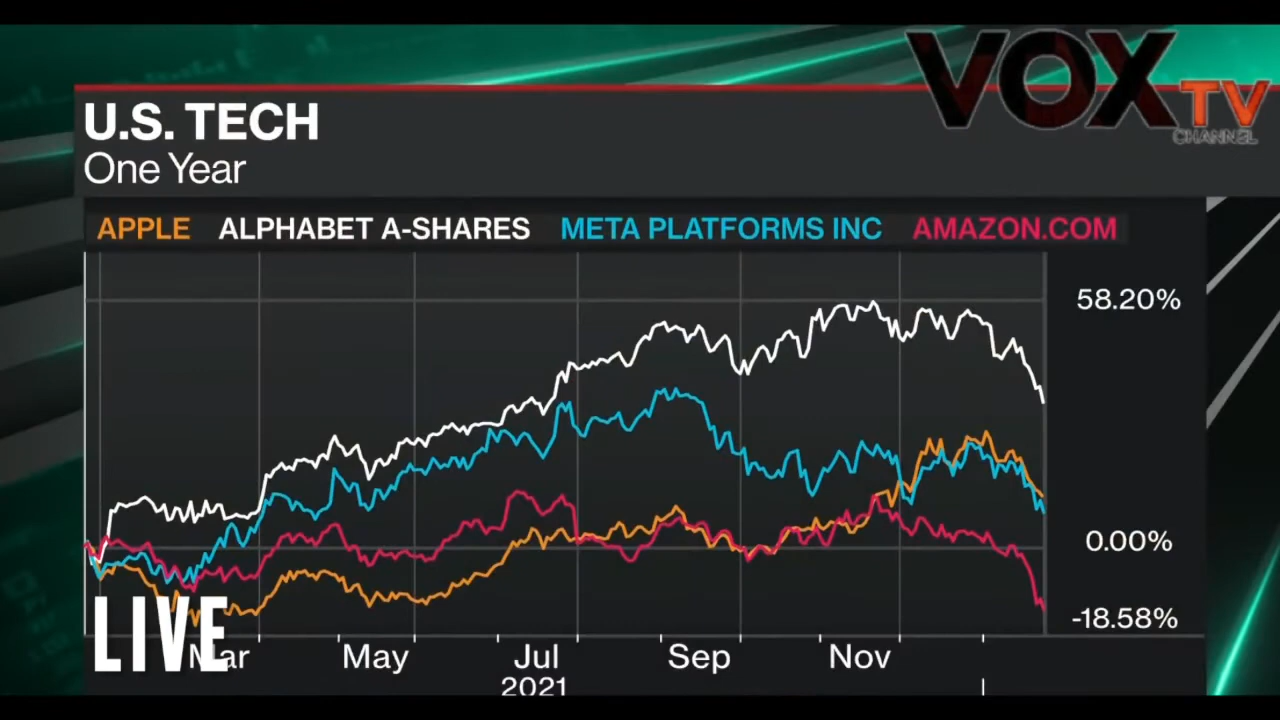 VOX
TV
CHANNEL
U.S. TECH
One Year
APPLE ALPHABET A-SHARES META PLATFORMS INC AMAZON.COM
58.20%
0.00%
-18.58%
LIVE
Mar May Jul Sep Nov
2021